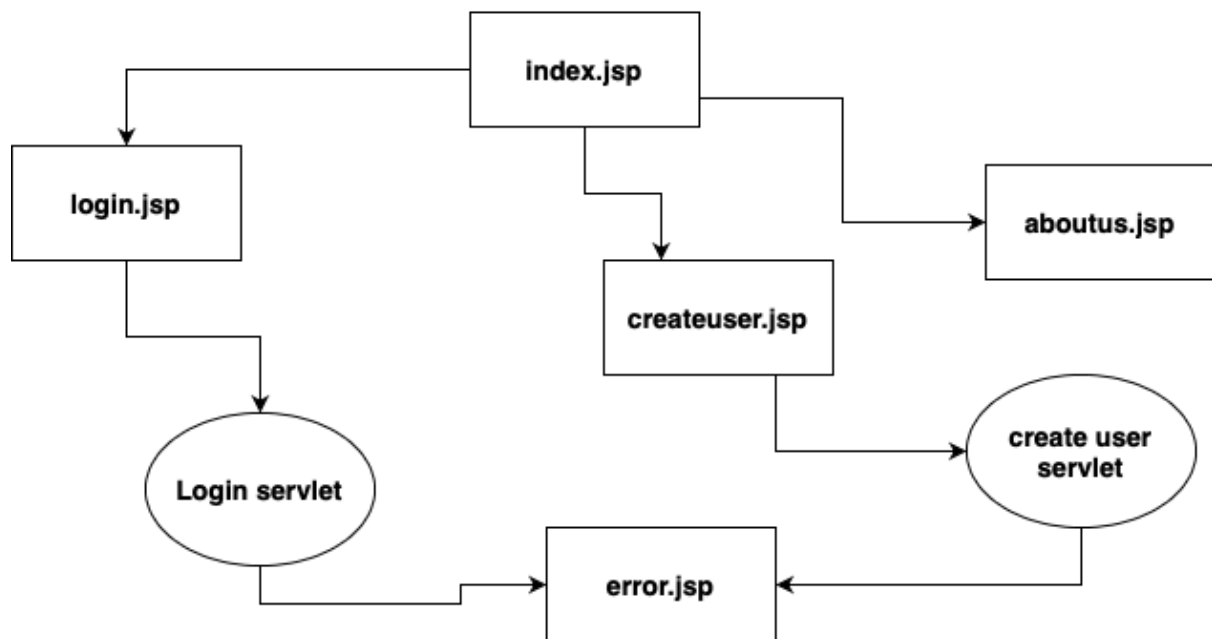 index.jsp
login.jsp
aboutus.jsp
createuser.jsp
create user
servlet
Login servlet
error.jsp